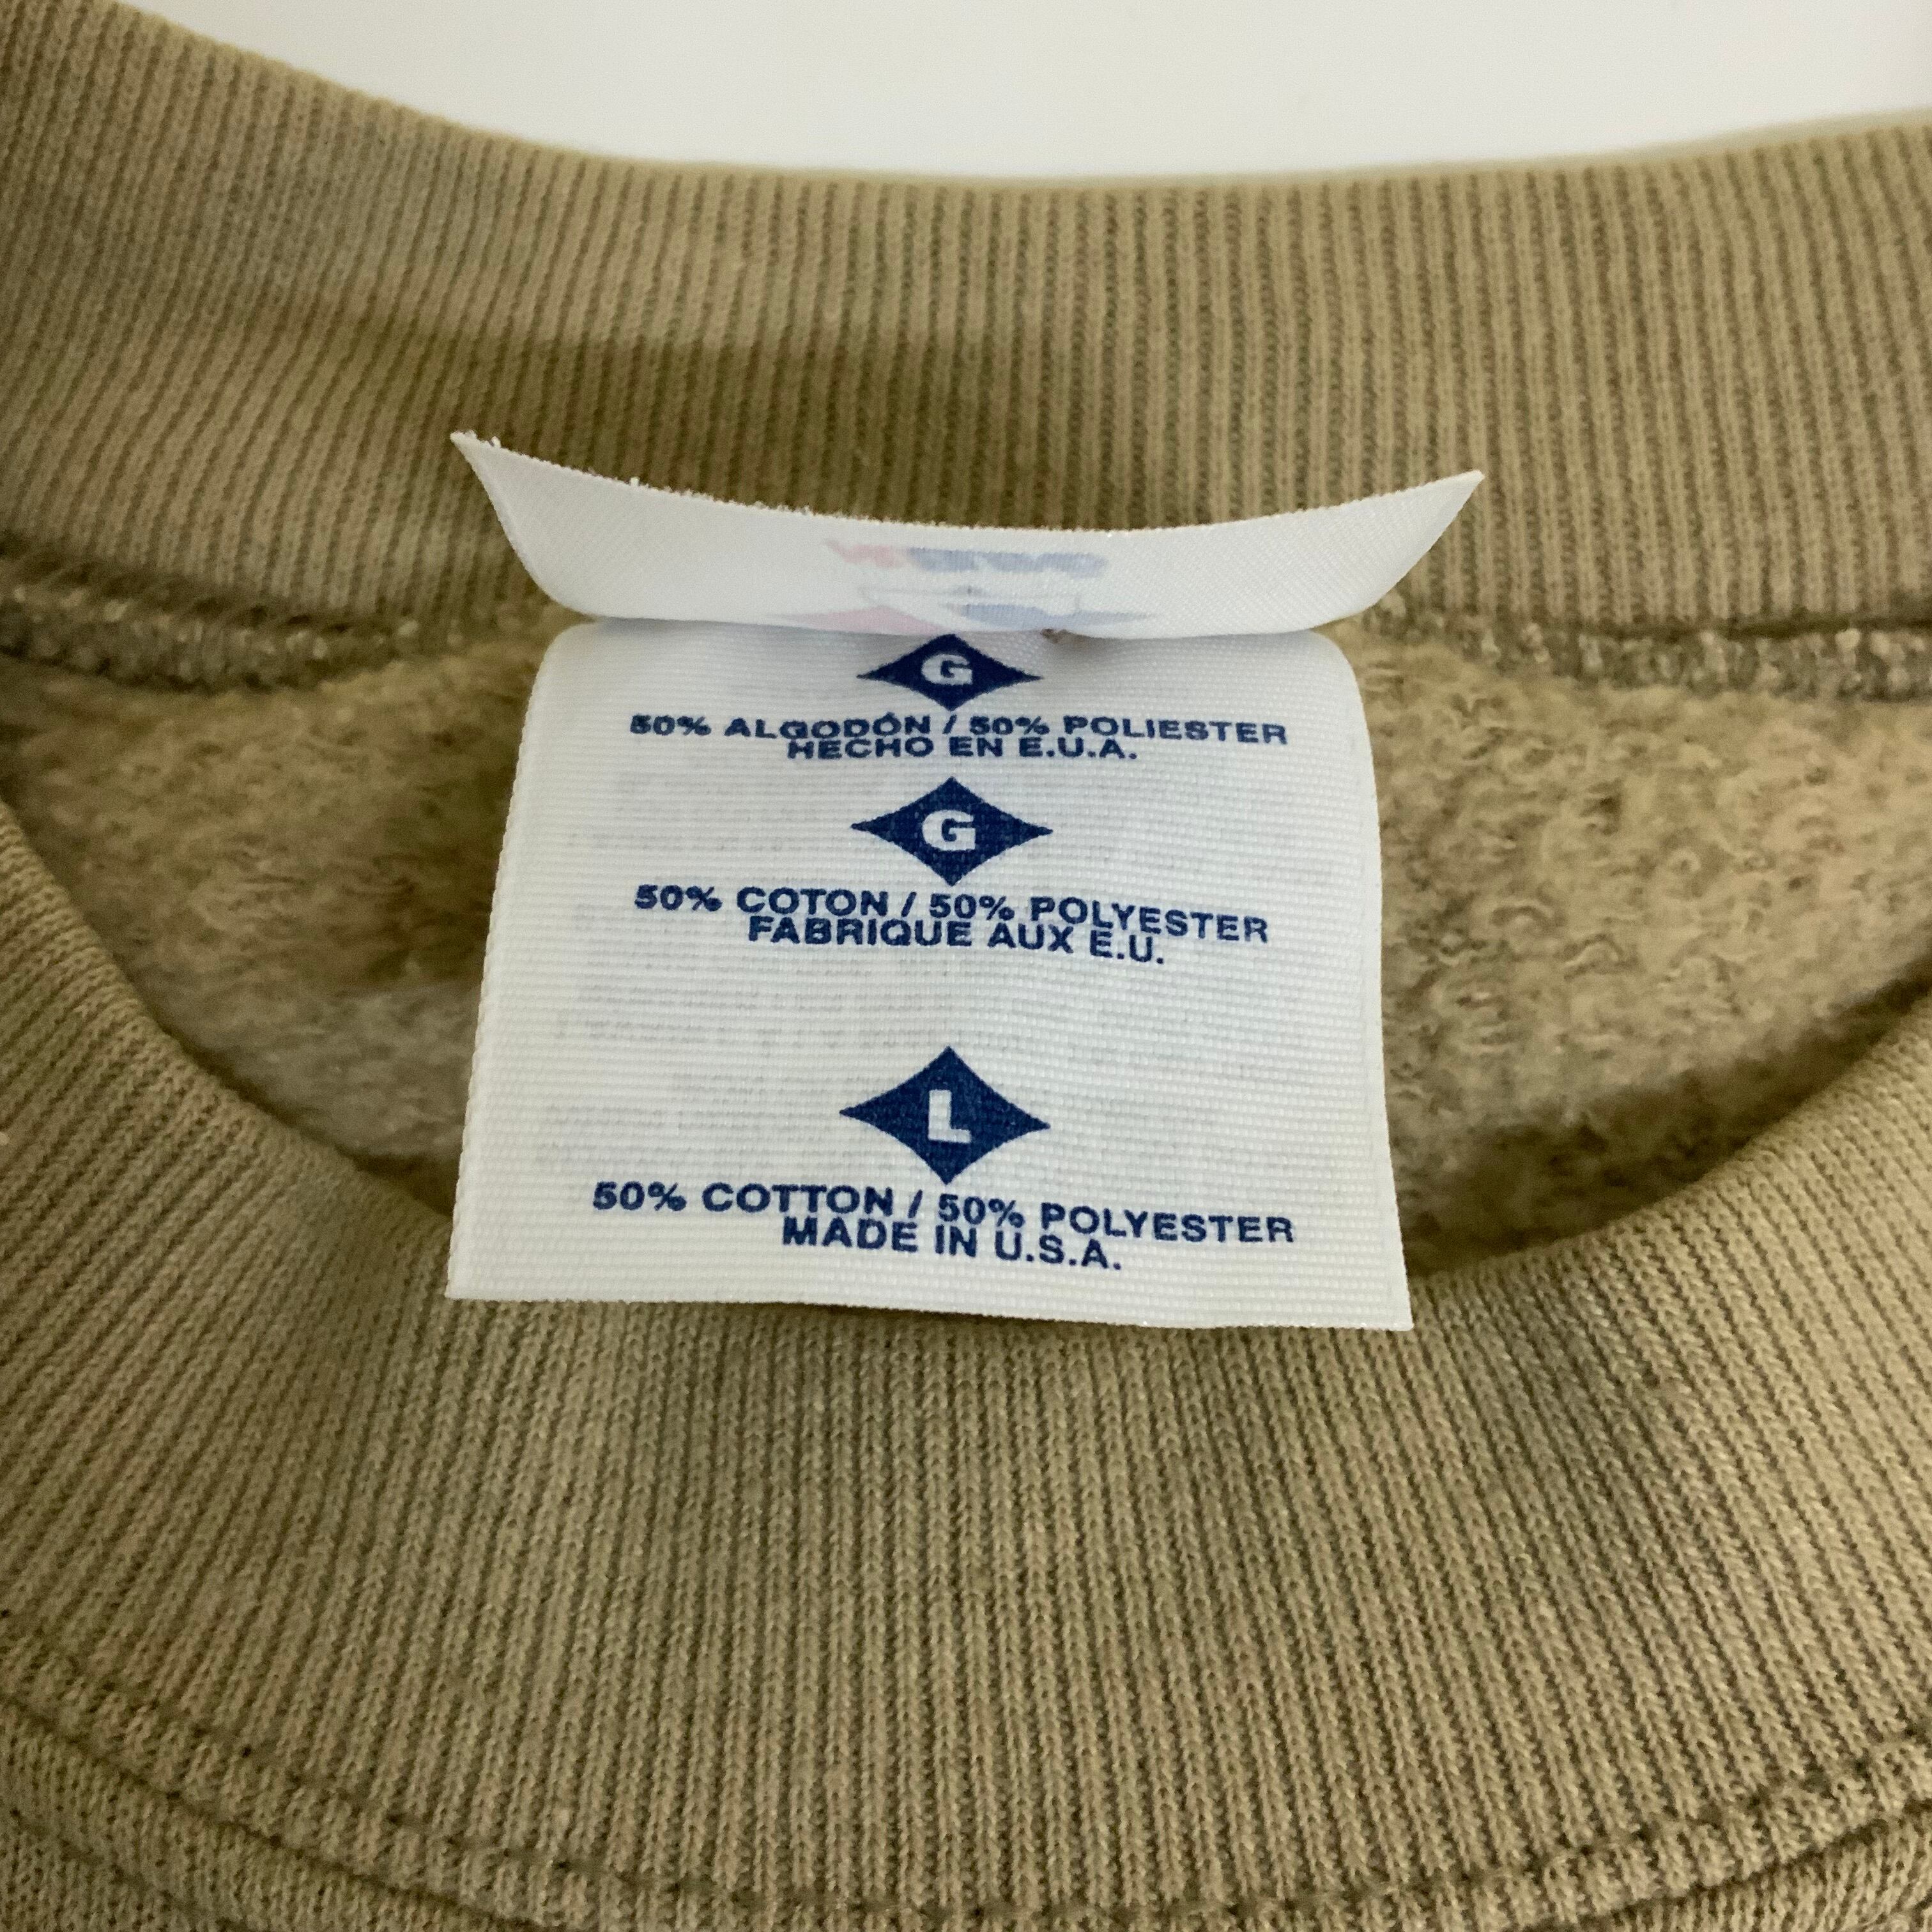 G
50% ALGODÓN / 50% POLIESTER
HECHO EN E.U.A.
G
50% COTON / 50% POLYESTER
FABRIQUE AUX E.U.
L
50% COTTON / 50% POLYESTER
MADE IN U.S.A.